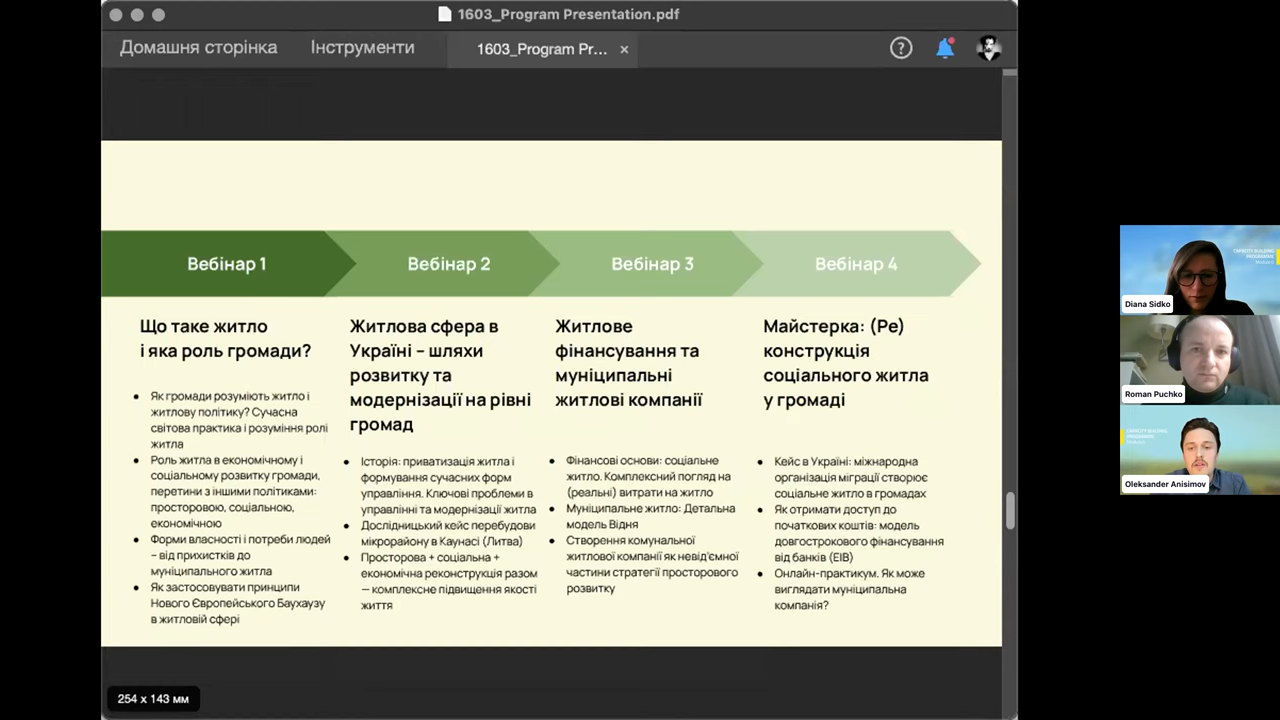 1603_Program Presentation.pdf
Домашня сторінка
Інструменти
1603_Program Pr...
×
?
Вебінар 1
Вебінар 2
Вебінар 3
Вебінар 4
Що таке житло
і яка роль громади?
• Як громади розуміють житло і
житлову політику? Сучасна
світова практика і розуміння ролі
житла
• Роль житла в економічному і
соціальному розвитку громади,
перетини з іншими політиками:
просторовою, соціальною,
економічною
• Форми власності і потреби людей
– від прихистків до
муніципального житла
• Як застосовувати принципи
Нового Європейського Баухаузу
в житловій сфері
Житлова сфера в
Україні – шляхи
розвитку та
модернізації на рівні
громад
• Історія: приватизація житла і
формування сучасних форм
управління. Ключові проблеми в
управлінні та модернізації житла
• Дослідницький кейс перебудови
мікрорайону в Каунасі (Литва)
• Просторова + соціальна +
економічна реконструкція разом
— комплексне підвищення якості
життя
Житлове
фінансування та
муніципальні
житлові компанії
• Фінансові основи: соціальне
житло. Комплексний погляд на
(реальні) витрати на житло
• Муніципальне житло: Детальна
модель Відня
• Створення комунальної
житлової компанії як невід'ємної
частини стратегії просторового
розвитку
Майстерка: (Ре)
конструкція
соціального житла
у громаді
• Кейс в Україні: міжнародна
організація міграції створює
соціальне житло в громадах
• Як отримати доступ до
початкових коштів: модель
довгострокового фінансування
від банків (ЕІВ)
• Онлайн-практикум. Як може
виглядати муніципальна
компанія?
254 x 143 мм
CAPACITY BUILDING
PROGRAMME
Diana Sidko
Roman Puchko
CAPACITY BUILDING
PROGRAMME
Oleksander Anisimov